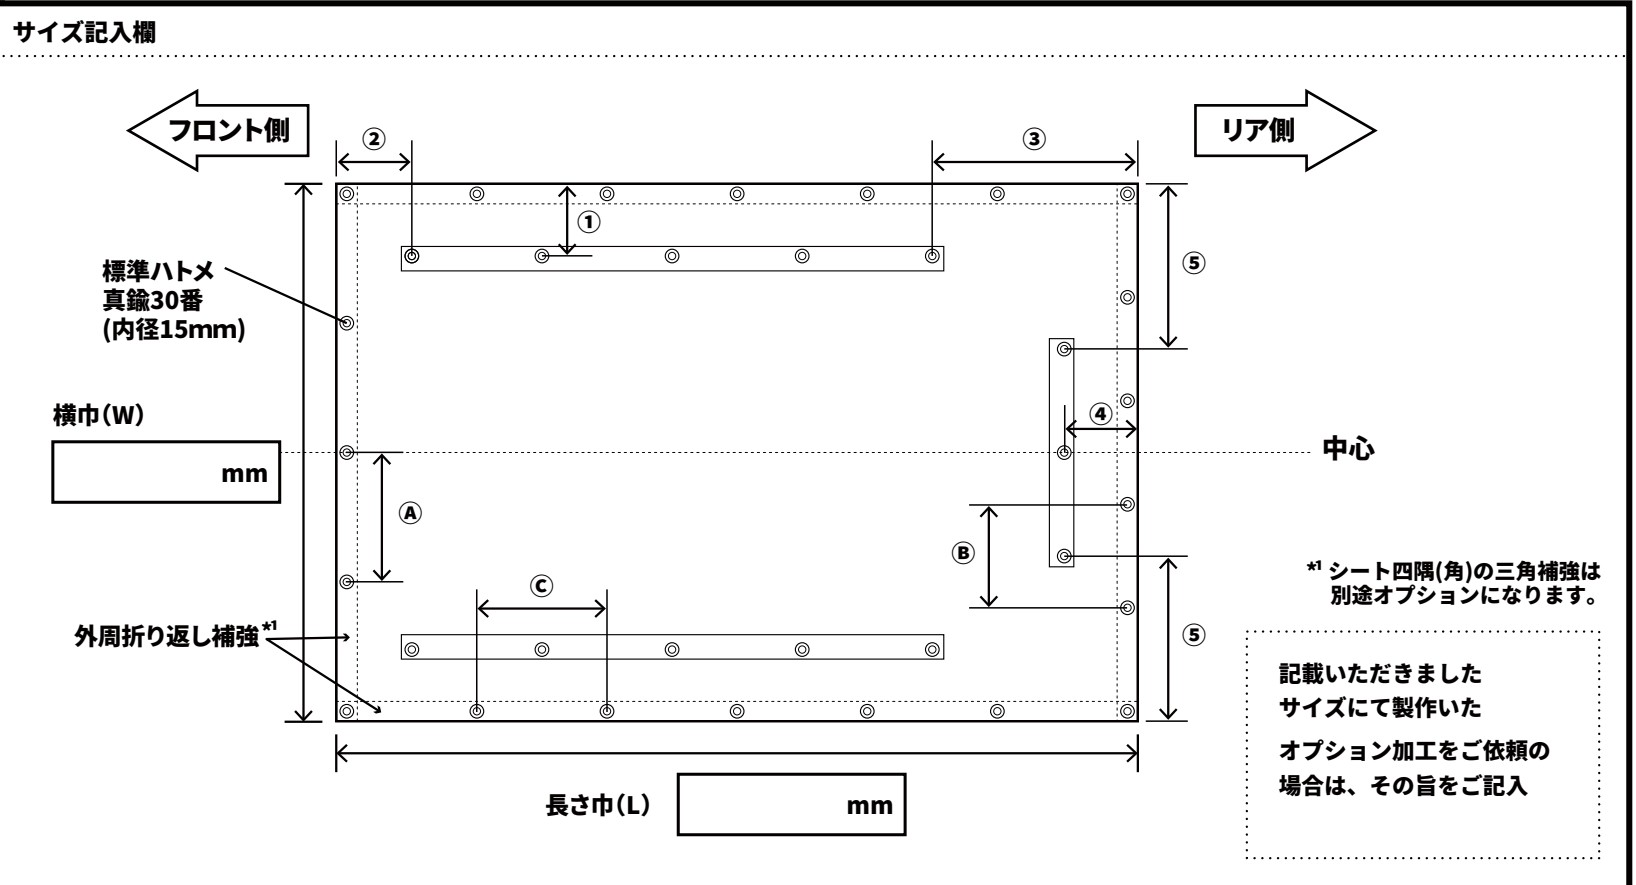 サイズ記入欄
フロント側
リア側
②
③
①
⑤
標準ハトメ
真鍮30番
(内径15mm)
横巾(W)
mm
④
中心
Ⓐ
Ⓑ
Ⓒ
*1 シート四隅(角)の三角補強は
別途オプションになります。
外周折り返し補強*1
⑤
記載いただきました
サイズにて製作いた
オプション加工をご依頼の
場合は、その旨をご記入
長さ巾(L)
mm